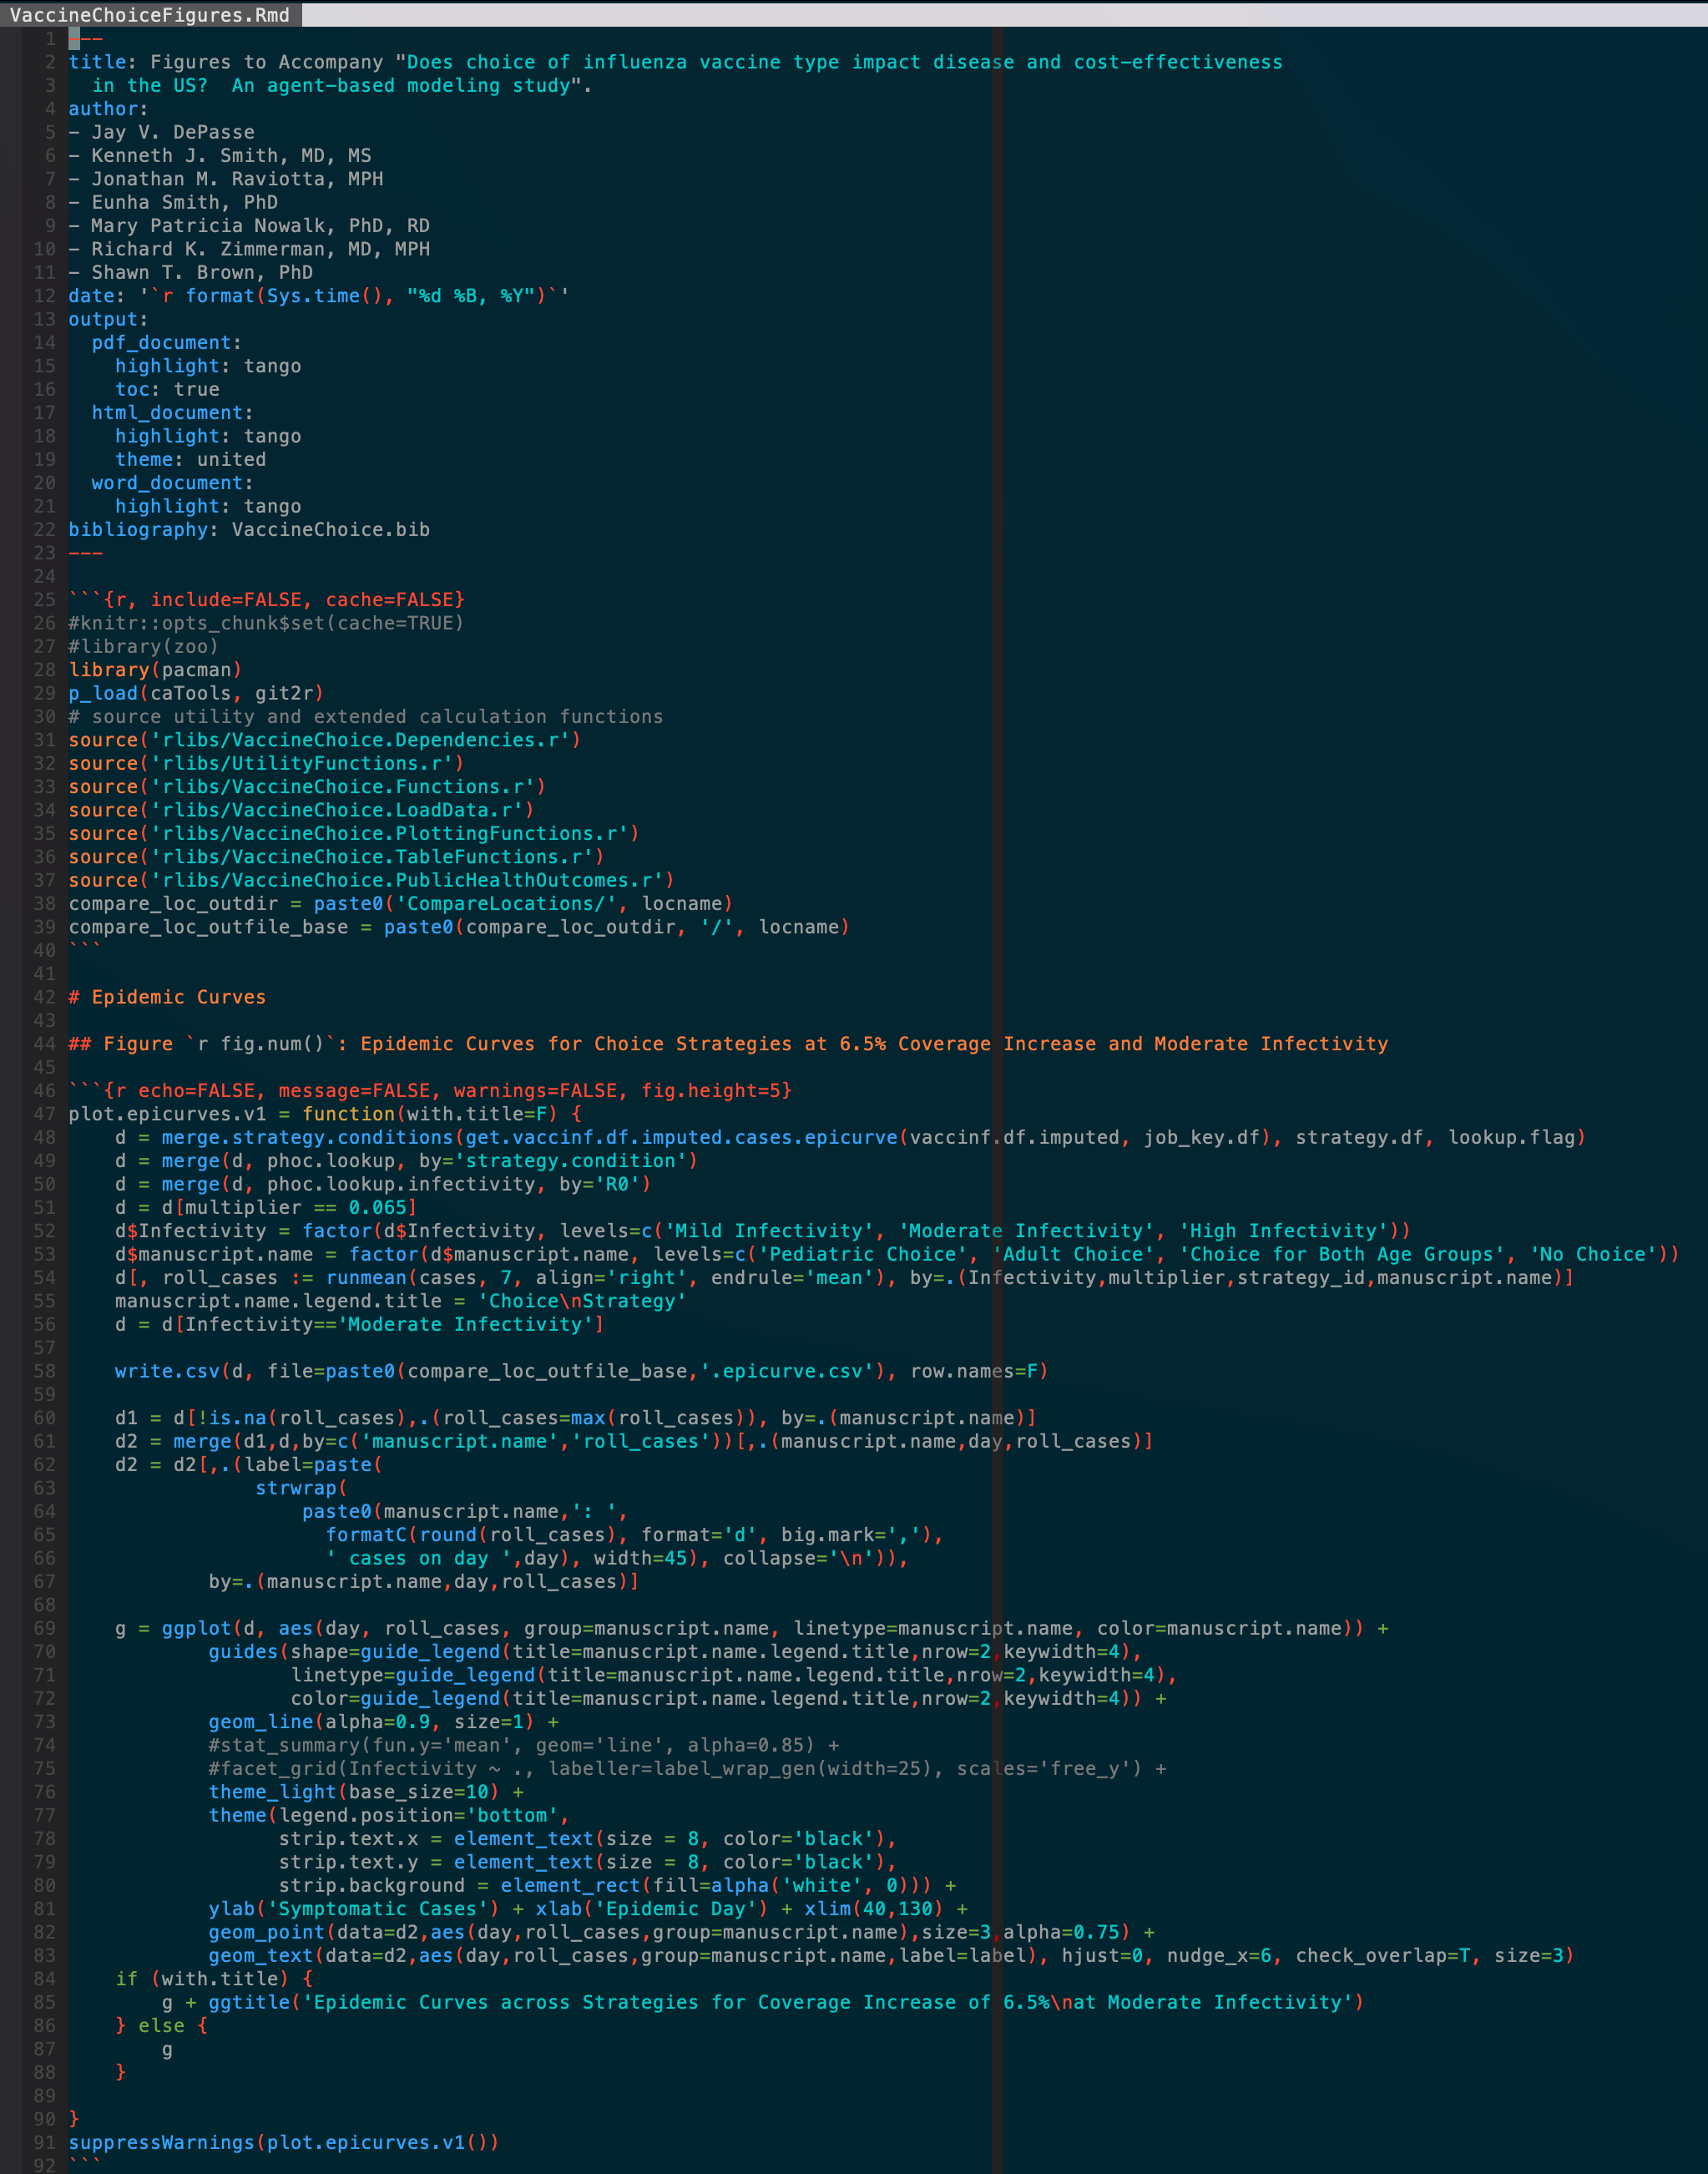 VaccineChoiceFigures.Rmd
1 ---
2 title: Figures to Accompany "Does choice of influenza vaccine type impact disease and cost-effectiveness
3   in the US?  An agent-based modeling study".
4 author:
5 - Jay V. DePasse
6 - Kenneth J. Smith, MD, MS
7 - Jonathan M. Raviotta, MPH
8 - Eunha Smith, PhD
9 - Mary Patricia Nowalk, PhD, RD
10 - Richard K. Zimmerman, MD, MPH
11 - Shawn T. Brown, PhD
12 date: '`r format(Sys.time(), "%d %B, %Y")`'
13 output:
14   pdf_document:
15     highlight: tango
16     toc: true
17   html_document:
18     highlight: tango
19     theme: united
20   word_document:
21     highlight: tango
22 bibliography: VaccineChoice.bib
23 ---
24
25 ```{r, include=FALSE, cache=FALSE}
26 #knitr::opts_chunk$set(cache=TRUE)
27 #library(zoo)
28 library(pacman)
29 p_load(caTools, git2r)
30 # source utility and extended calculation functions
31 source('rlibs/VaccineChoice.Dependencies.r')
32 source('rlibs/UtilityFunctions.r')
33 source('rlibs/VaccineChoice.Functions.r')
34 source('rlibs/VaccineChoice.LoadData.r')
35 source('rlibs/VaccineChoice.PlottingFunctions.r')
36 source('rlibs/VaccineChoice.TableFunctions.r')
37 source('rlibs/VaccineChoice.PublicHealthOutcomes.r')
38 compare_loc_outdir = paste0('CompareLocations/', locname)
39 compare_loc_outfile_base = paste0(compare_loc_outdir, '/', locname)
40 ```
41
42 # Epidemic Curves
43
44 ## Figure `r fig.num()`: Epidemic Curves for Choice Strategies at 6.5% Coverage Increase and Moderate Infectivity
45
46 ```{r echo=FALSE, message=FALSE, warnings=FALSE, fig.height=5}
47 plot.epicurves.v1 = function(with.title=F) {
48     d = merge.strategy.conditions(get.vaccinf.df.imputed.cases.epicurve(vaccinf.df.imputed, job_key.df), strategy.df, lookup.flag)
49     d = merge(d, phoc.lookup, by='strategy.condition')
50     d = merge(d, phoc.lookup.infectivity, by='R0')
51     d = d[multiplier == 0.065]
52     d$Infectivity = factor(d$Infectivity, levels=c('Mild Infectivity', 'Moderate Infectivity', 'High Infectivity'))
53     d$manuscript.name = factor(d$manuscript.name, levels=c('Pediatric Choice', 'Adult Choice', 'Choice for Both Age Groups', 'No Choice'))
54     d[, roll_cases := runmean(cases, 7, align='right', endrule='mean'), by=.(Infectivity,multiplier,strategy_id,manuscript.name)]
55     manuscript.name.legend.title = 'Choice\nStrategy'
56     d = d[Infectivity=='Moderate Infectivity']
57
58     write.csv(d, file=paste0(compare_loc_outfile_base,'.epicurve.csv'), row.names=F)
59
60     d1 = d[!is.na(roll_cases),.(roll_cases=max(roll_cases)), by=.(manuscript.name)]
61     d2 = merge(d1,d,by=c('manuscript.name','roll_cases'))[,.(manuscript.name,day,roll_cases)]
62     d2 = d2[,.(label=paste(
63                 strwrap(
64                     paste0(manuscript.name,': ',
65                       formatC(round(roll_cases), format='d', big.mark=','),
66                       ' cases on day ',day), width=45), collapse='\n')),
67             by=.(manuscript.name,day,roll_cases)]
68
69     g = ggplot(d, aes(day, roll_cases, group=manuscript.name, linetype=manuscript.name, color=manuscript.name)) +
70             guides(shape=guide_legend(title=manuscript.name.legend.title,nrow=2,keywidth=4),
71                    linetype=guide_legend(title=manuscript.name.legend.title,nrow=2,keywidth=4),
72                    color=guide_legend(title=manuscript.name.legend.title,nrow=2,keywidth=4)) +
73             geom_line(alpha=0.9, size=1) +
74             #stat_summary(fun.y='mean', geom='line', alpha=0.85) +
75             #facet_grid(Infectivity ~ ., labeller=label_wrap_gen(width=25), scales='free_y') +
76             theme_light(base_size=10) +
77             theme(legend.position='bottom',
78                   strip.text.x = element_text(size = 8, color='black'),
79                   strip.text.y = element_text(size = 8, color='black'),
80                   strip.background = element_rect(fill=alpha('white', 0))) +
81             ylab('Symptomatic Cases') + xlab('Epidemic Day') + xlim(40,130) +
82             geom_point(data=d2,aes(day,roll_cases,group=manuscript.name),size=3,alpha=0.75) +
83             geom_text(data=d2,aes(day,roll_cases,group=manuscript.name,label=label), hjust=0, nudge_x=6, check_overlap=T, size=3)
84     if (with.title) {
85         g + ggtitle('Epidemic Curves across Strategies for Coverage Increase of 6.5%\nat Moderate Infectivity')
86     } else {
87         g
88     }
89
90 }
91 suppressWarnings(plot.epicurves.v1())
92 ```